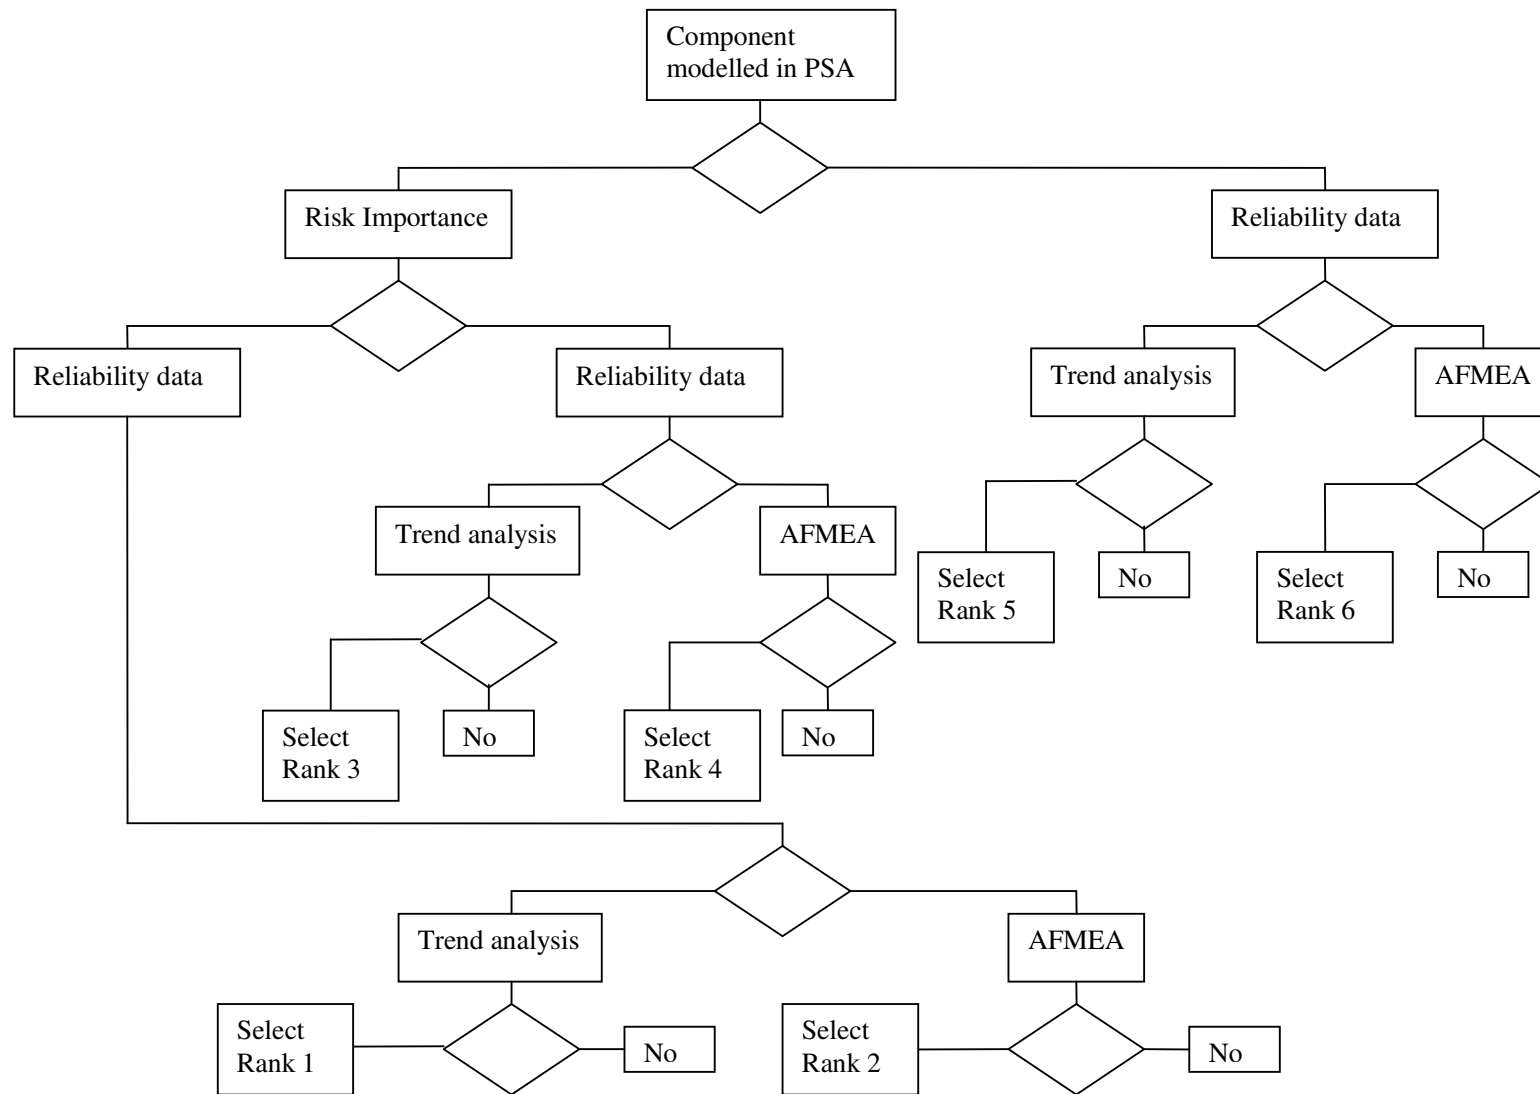 Component
modelled in PSA
Risk Importance
Reliability data
Reliability data
Reliability data
Trend analysis
AFMEA
Trend analysis
AFMEA
Select
Rank 5
No
Select
Rank 6
No
Select
Rank 3
No
Select
Rank 4
No
Trend analysis
AFMEA
Select
Rank 1
No
Select
Rank 2
No